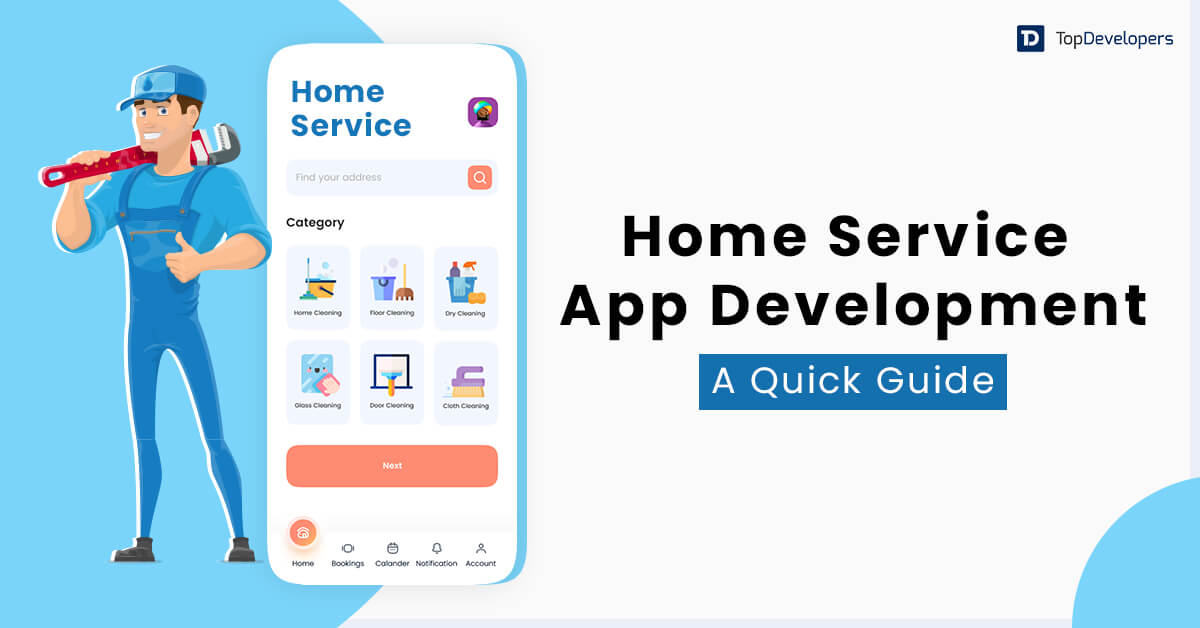 TopDevelopers
Home
Service
Find your address
Category
Home Cleaning
Floor Cleaning
Dry Cleaning
Glass Cleaning
Door Cleaning
Cloth Cleaning
Next
Home
Bookings
Calander
Notification
Account
Home Service
App Development
A Quick Guide